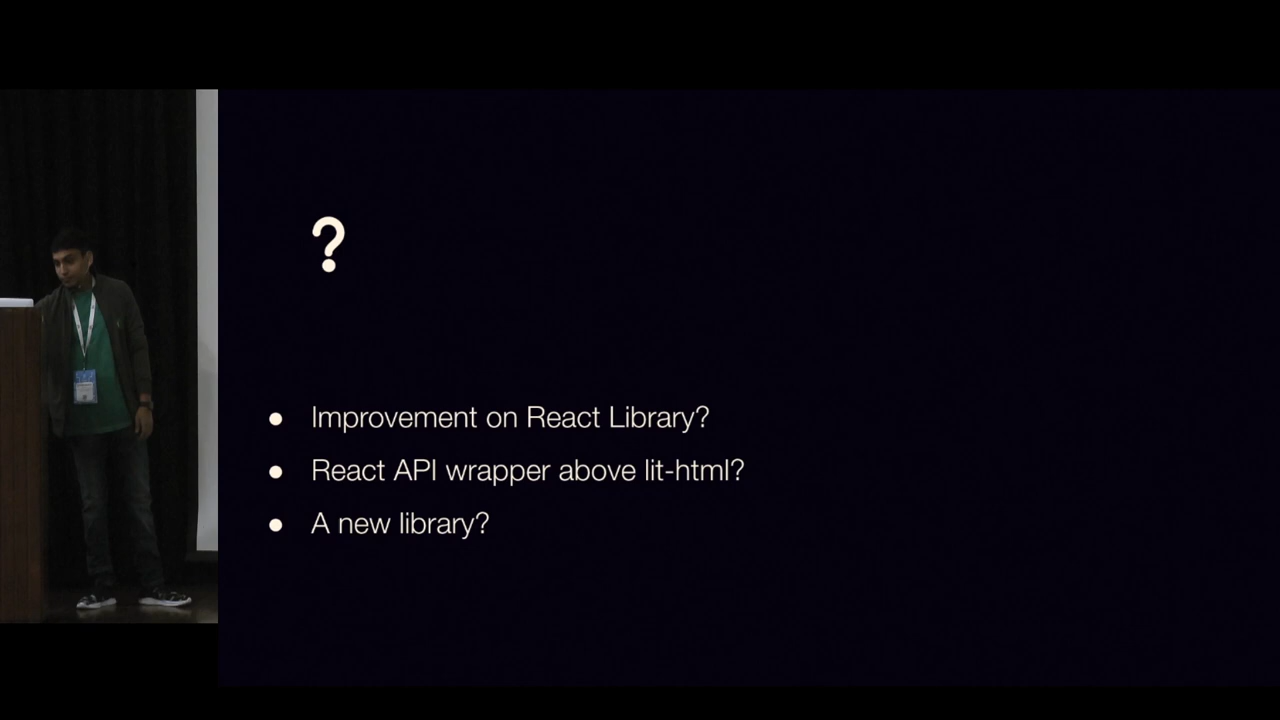 ?
Improvement on React Library?
React API wrapper above lit-html?
A new library?